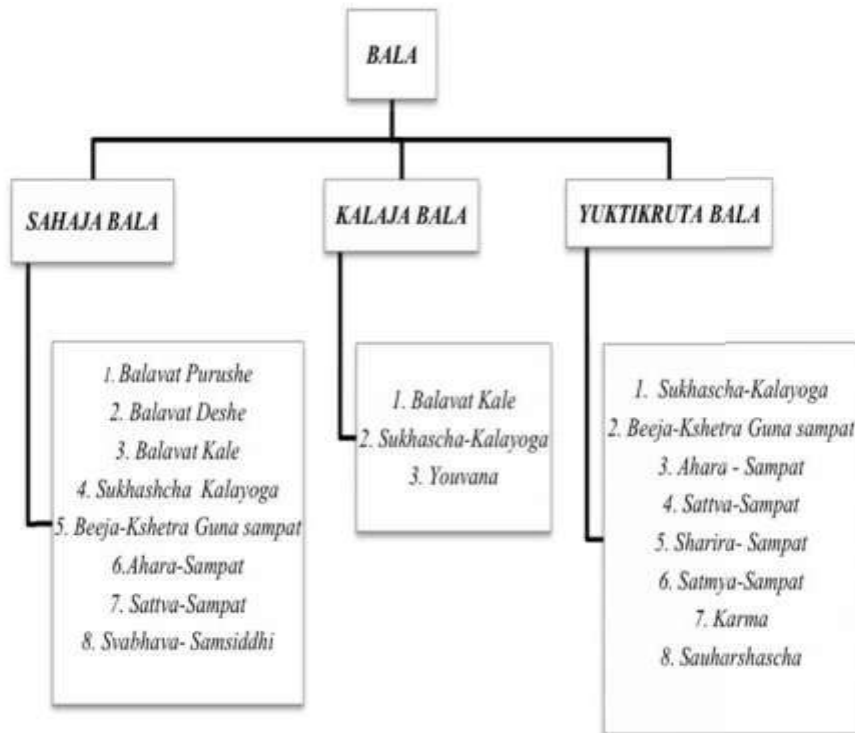 BALA
SAHAJA BALA
KALAJA BALA
YUKTIKRUTA BALA
1. Balavat Purushe
2. Balavat Deshe
3. Balavat Kale
4. Sukhashcha Kalayoga
5. Beeja-Kshetra Guna sampat
6.Ahara-Sampat
7. Sattva-Sampat
8. Svabhava- Samsiddhi
1. Balavat Kale
2. Sukhascha-Kalayoga
3. Youvana
1. Sukhascha-Kalayoga
2. Beeja-Kshetra Guna sampat
3. Ahara - Sampat
4. Sattva-Sampat
5. Sharira- Sampat
6. Satmya-Sampat
7. Karma
8. Sauharshascha